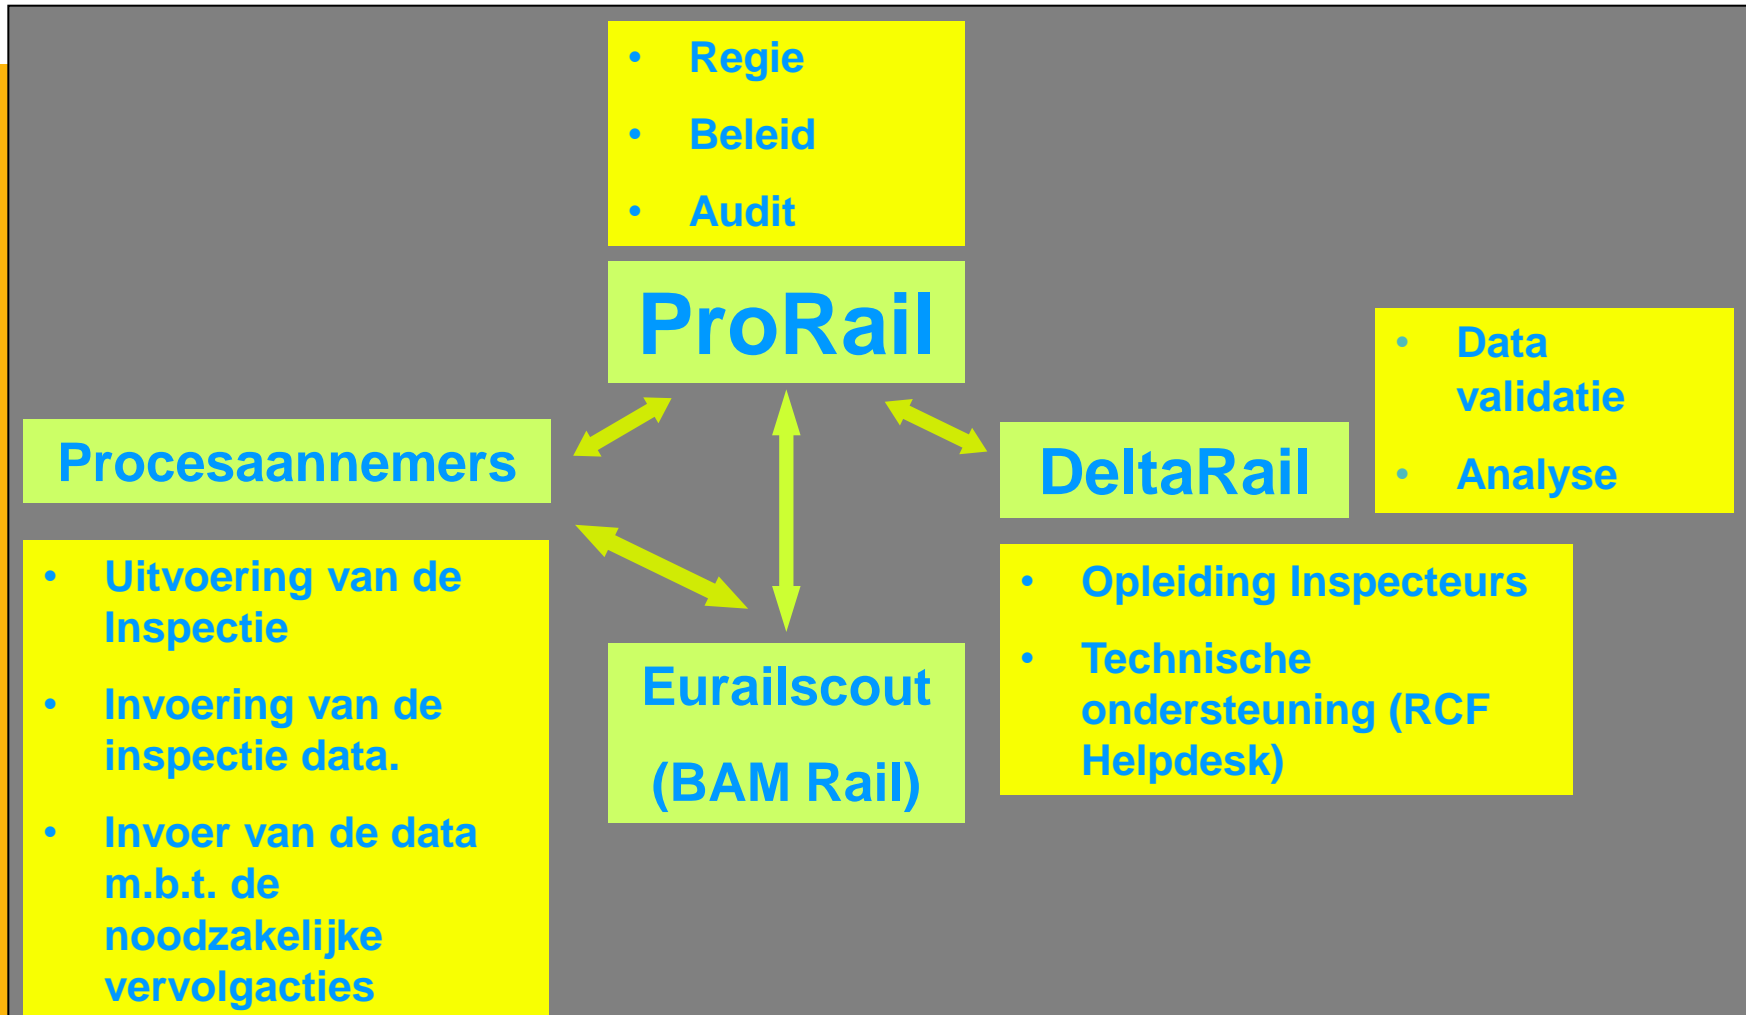 • Regie
• Beleid
• Audit
ProRail
• Data
validatie
• Analyse
Procesaannemers
DeltaRail
• Uitvoering van de
Inspectie
• Invoering van de
inspectie data.
• Invoer van de data
m.b.t. de
noodzakelijke
vervolgacties
Eurailscout
(BAM Rail)
• Opleiding Inspecteurs
• Technische
ondersteuning (RCF
Helpdesk)